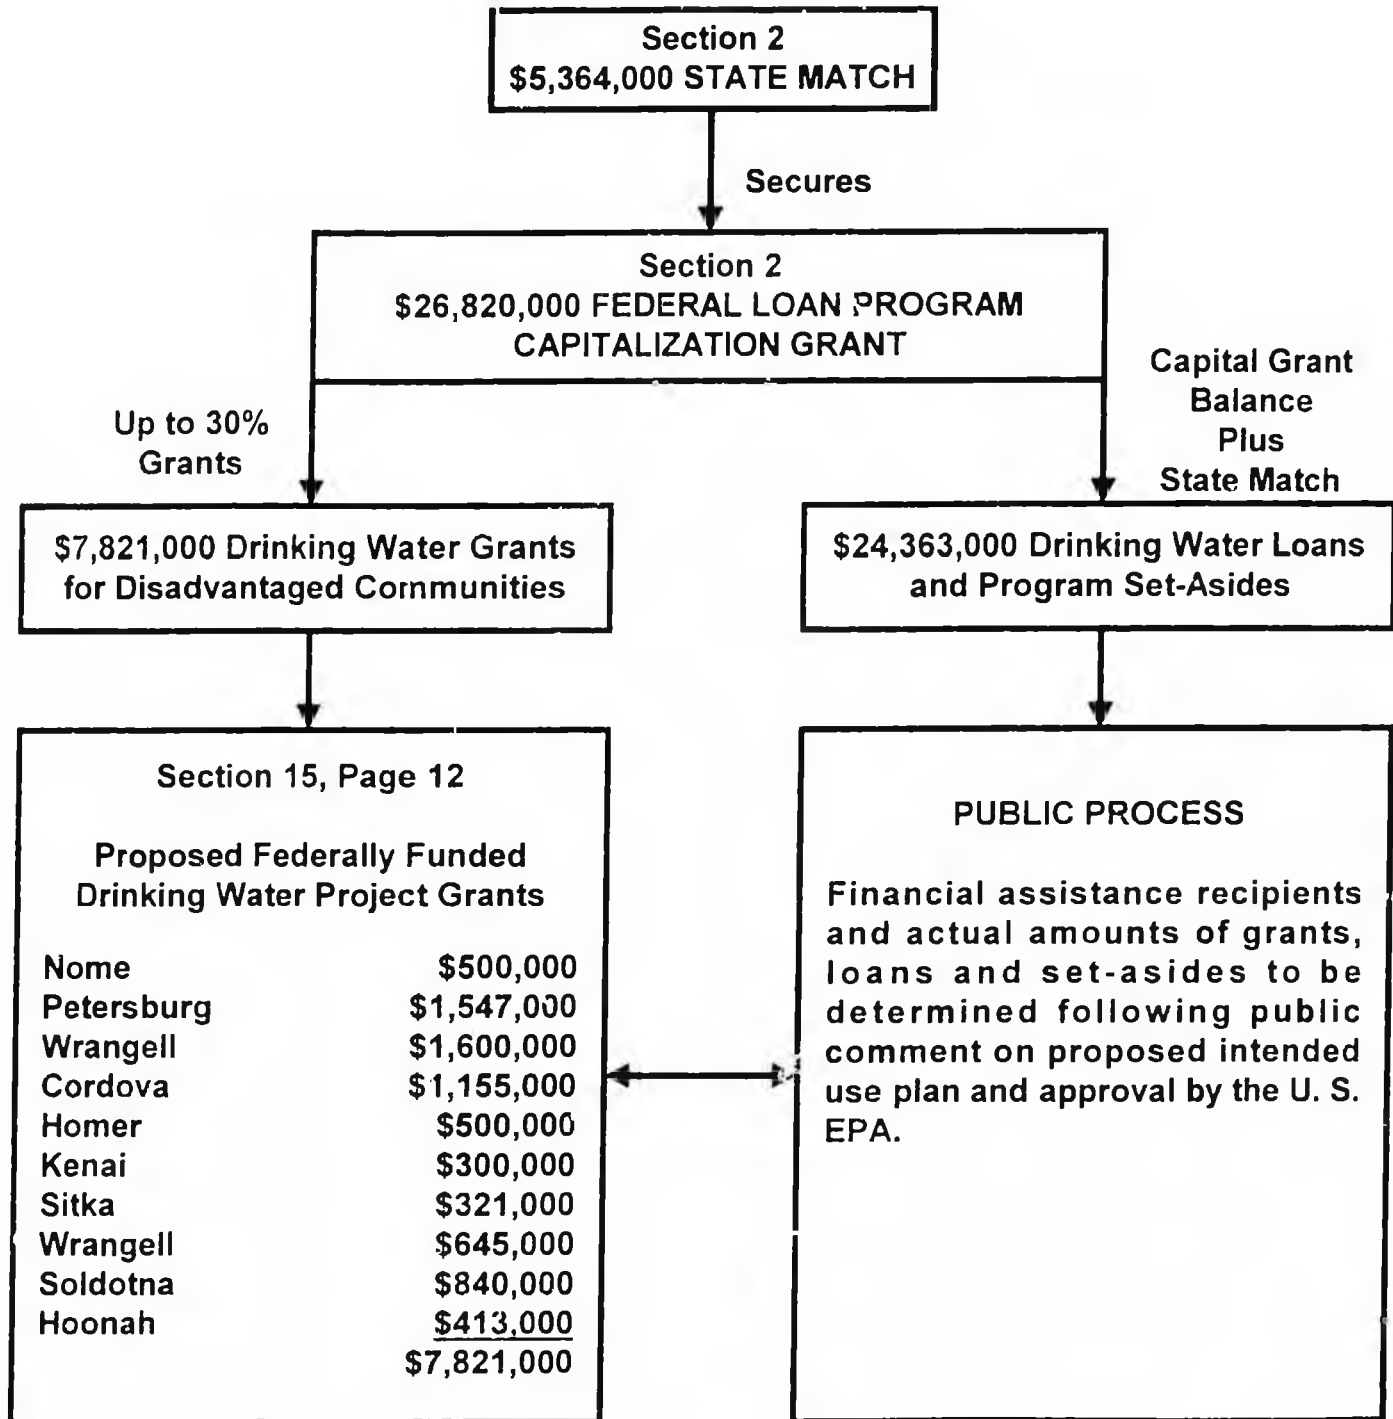 Section 2
$5,364,000 STATE MATCH
Secures
Section 2
$26,820,000 FEDERAL LOAN PROGRAM
CAPITALIZATION GRANT
Up to 30%
Grants
Capital Grant
Balance
Plus
State Match
$7,821,000 Drinking Water Grants
for Disadvantaged Communities
$24,363,000 Drinking Water Loans
and Program Set-Asides
Section 15, Page 12
Proposed Federally Funded
Drinking Water Project Grants
Nome $500,000
Petersburg $1,547,000
Wrangell $1,600,000
Cordova $1,155,000
Homer $500,000
Kenai $300,000
Sitka $321,000
Wrangell $645,000
Soldotna $840,000
Hoonah $413,000
$7,821,000
PUBLIC PROCESS
Financial assistance recipients
and actual amounts of grants,
loans and set-asides to be
determined following public
comment on proposed intended
use plan and approval by the U. S.
EPA.